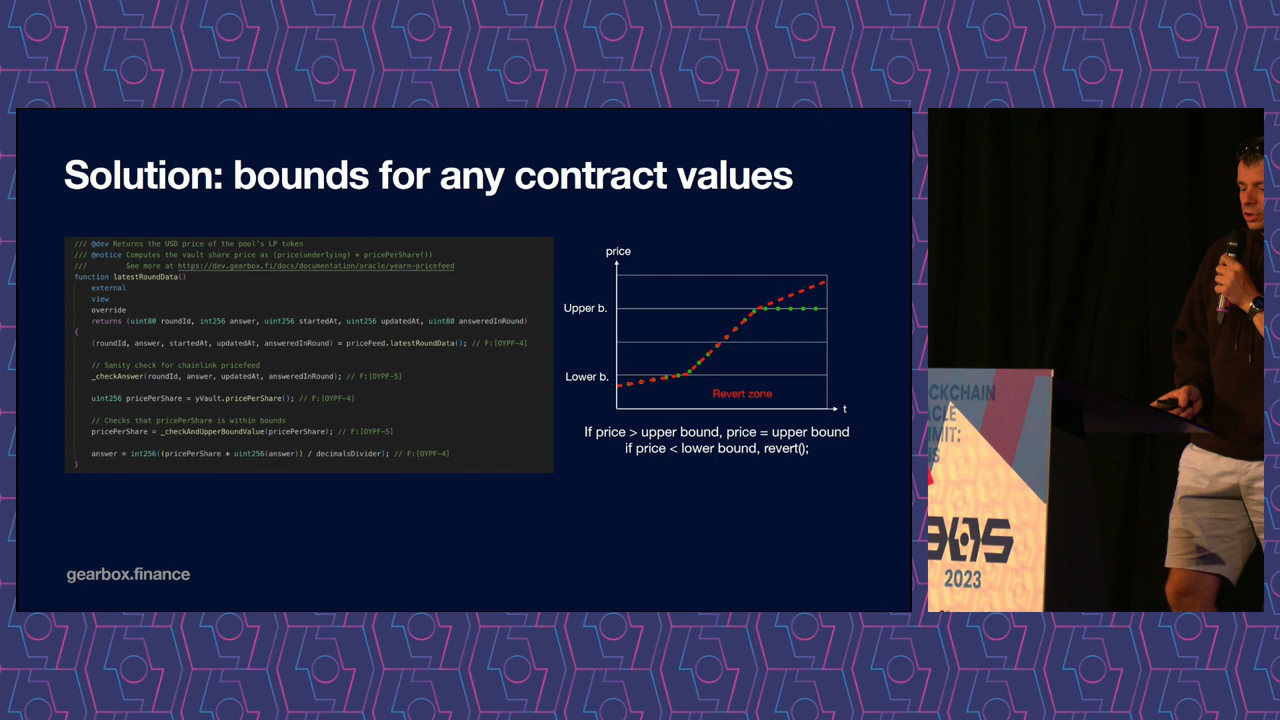 Solution: bounds for any contract values
/// @dev Returns the USD price of the pool's LP token
/// @notice Computes the vault share price as (price(underlying) * pricePerShare())
/// See more at https://dev.gearbox.fi/docs/documentation/oracle/yearn-pricefeed
function latestRoundData()
external
view
override
returns (uint80 roundId, int256 answer, uint256 startedAt, uint256 updatedAt, uint80 answeredInRound)
{
(roundId, answer, startedAt, updatedAt, answeredInRound) = priceFeed.latestRoundData(); // F:[OYPF-4]
// Sanity check for chainlink pricefeed
_checkAnswer(roundId, answer, updatedAt, answeredInRound); // F:[OYPF-5]
uint256 pricePerShare = yVault.pricePerShare(); // F:[OYPF-4]
// Checks that pricePerShare is within bounds
pricePerShare = _checkAndUpperBoundValue(pricePerShare); // F:[OYPF-5]
answer = int256((pricePerShare * uint256(answer)) / decimalsDivider); // F:[OYPF-4]
}
price
Upper b.
Lower b.
Revert zone
t
If price > upper bound, price = upper bound
if price < lower bound, revert();
gearbox.finance
2023